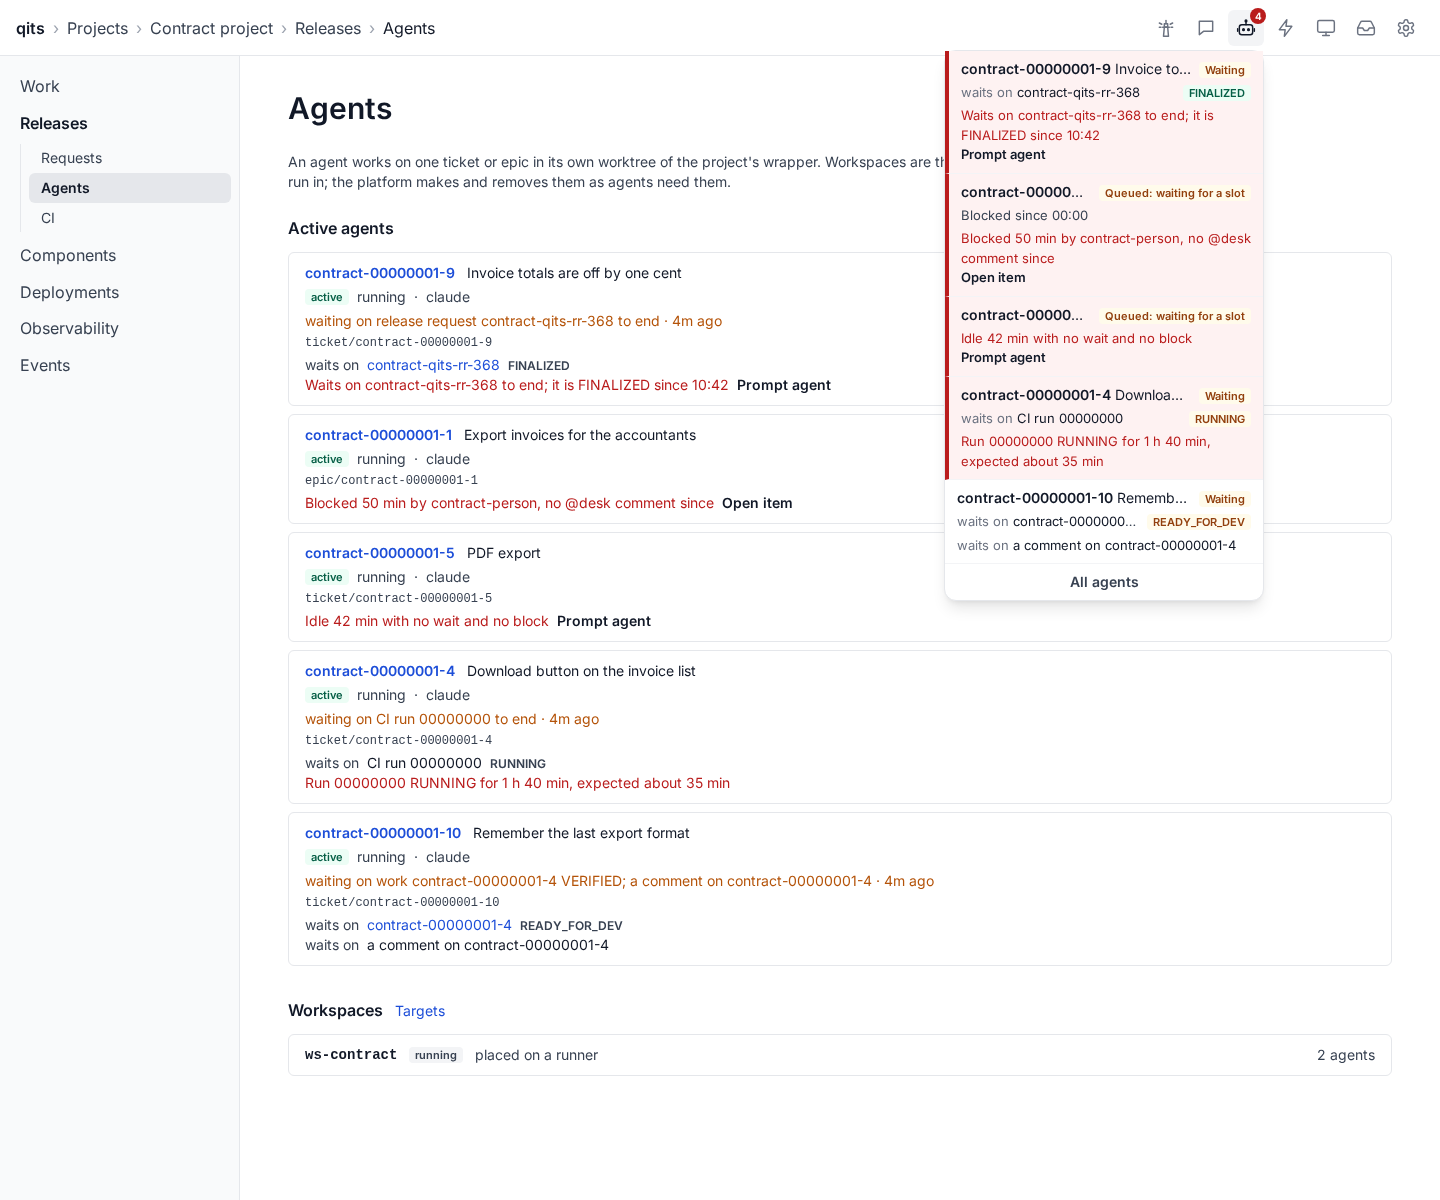 qits › Projects › Contract project › Releases › Agents
4
Work
Releases
Requests
Agents
CI
Components
Deployments
Observability
Events
Agents
An agent works on one ticket or epic in its own worktree of the project's wrapper. Workspaces are
run in; the platform makes and removes them as agents need them.
Active agents
contract-00000001-9 Invoice totals are off by one cent
active running · claude
waiting on release request contract-qits-rr-368 to end · 4m ago
ticket/contract-00000001-9
waits on contract-qits-rr-368 FINALIZED
Waits on contract-qits-rr-368 to end; it is FINALIZED since 10:42 Prompt agent
contract-00000001-1 Export invoices for the accountants
active running · claude
epic/contract-00000001-1
Blocked 50 min by contract-person, no @desk comment since Open item
contract-00000001-5 PDF export
active running · claude
ticket/contract-00000001-5
Idle 42 min with no wait and no block Prompt agent
contract-00000001-4 Download button on the invoice list
active running · claude
waiting on CI run 00000000 to end · 4m ago
ticket/contract-00000001-4
waits on CI run 00000000 RUNNING
Run 00000000 RUNNING for 1 h 40 min, expected about 35 min
contract-00000001-10 Remember the last export format
active running · claude
waiting on work contract-00000001-4 VERIFIED; a comment on contract-00000001-4 · 4m ago
ticket/contract-00000001-10
waits on contract-00000001-4 READY_FOR_DEV
waits on a comment on contract-00000001-4
Workspaces Targets
ws-contract running placed on a runner 2 agents
contract-00000001-9 Invoice to... Waiting
waits on contract-qits-rr-368 FINALIZED
Waits on contract-qits-rr-368 to end; it is
FINALIZED since 10:42
Prompt agent
contract-00000... Queued: waiting for a slot
Blocked since 00:00
Blocked 50 min by contract-person, no @desk
comment since
Open item
contract-00000... Queued: waiting for a slot
Idle 42 min with no wait and no block
Prompt agent
contract-00000001-4 Downloa... Waiting
waits on CI run 00000000 RUNNING
Run 00000000 RUNNING for 1 h 40 min,
expected about 35 min
contract-00000001-10 Rememb... Waiting
waits on contract-0000000... READY_FOR_DEV
waits on a comment on contract-00000001-4
All agents